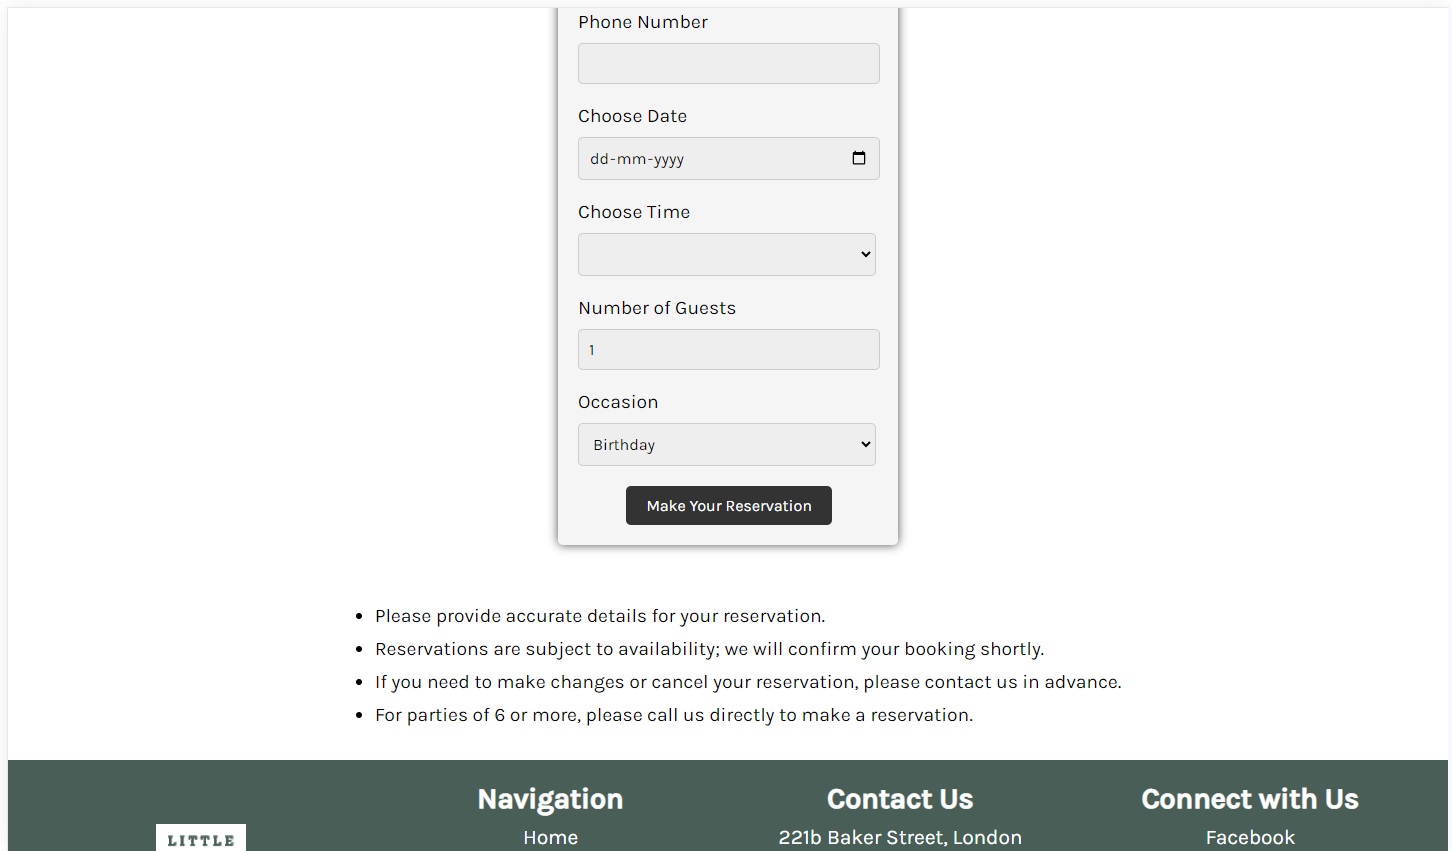 Phone Number
Choose Date
dd-mm-yyyy
Choose Time
Number of Guests
1
Occasion
Birthday
Make Your Reservation
Please provide accurate details for your reservation.
Reservations are subject to availability; we will confirm your booking shortly.
If you need to make changes or cancel your reservation, please contact us in advance.
For parties of 6 or more, please call us directly to make a reservation.
LITTLE
Navigation
Home
Contact Us
221b Baker Street, London
Connect with Us
Facebook